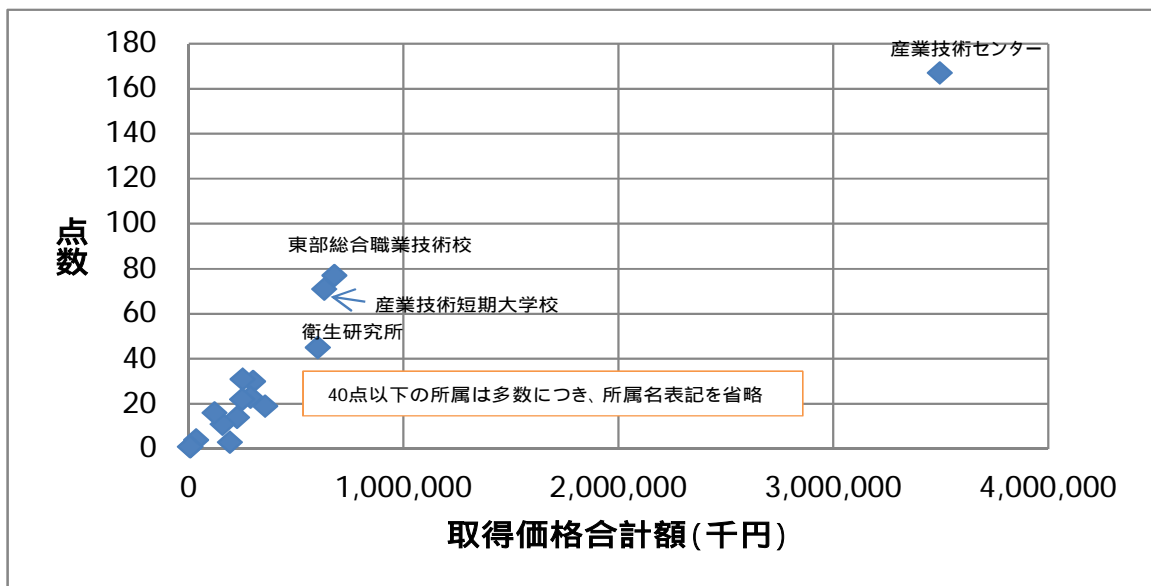 180
160
140
120
100
80
60
40
20
0
点数
産業技術センター
東部総合職業技術校
産業技術短期大学校
衛生研究所
40点以下の所属は多数につき、所属名表記を省略
0
1,000,000
2,000,000
3,000,000
4,000,000
取得価格合計額(千円)